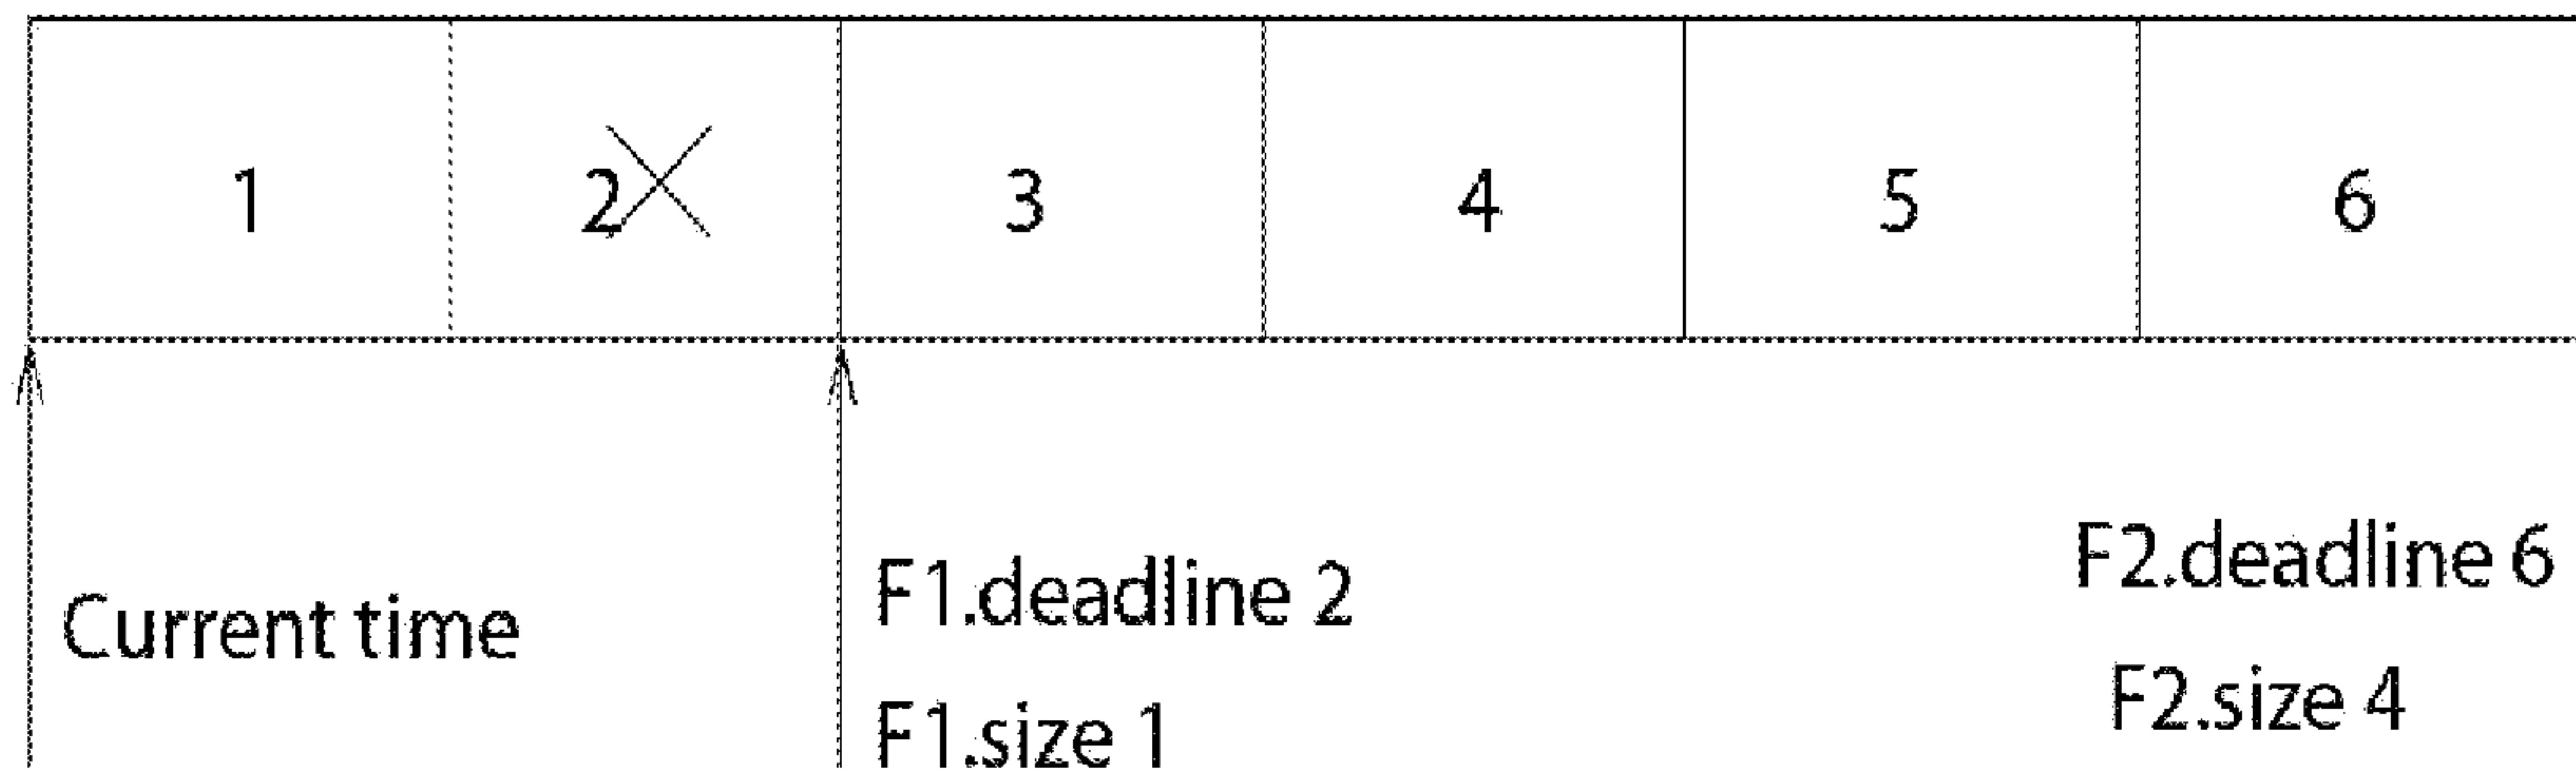 1 2 3 4 5 6
F2.deadline 6
F1.deadline 2
Current time
F2.size 4
F1.size 1